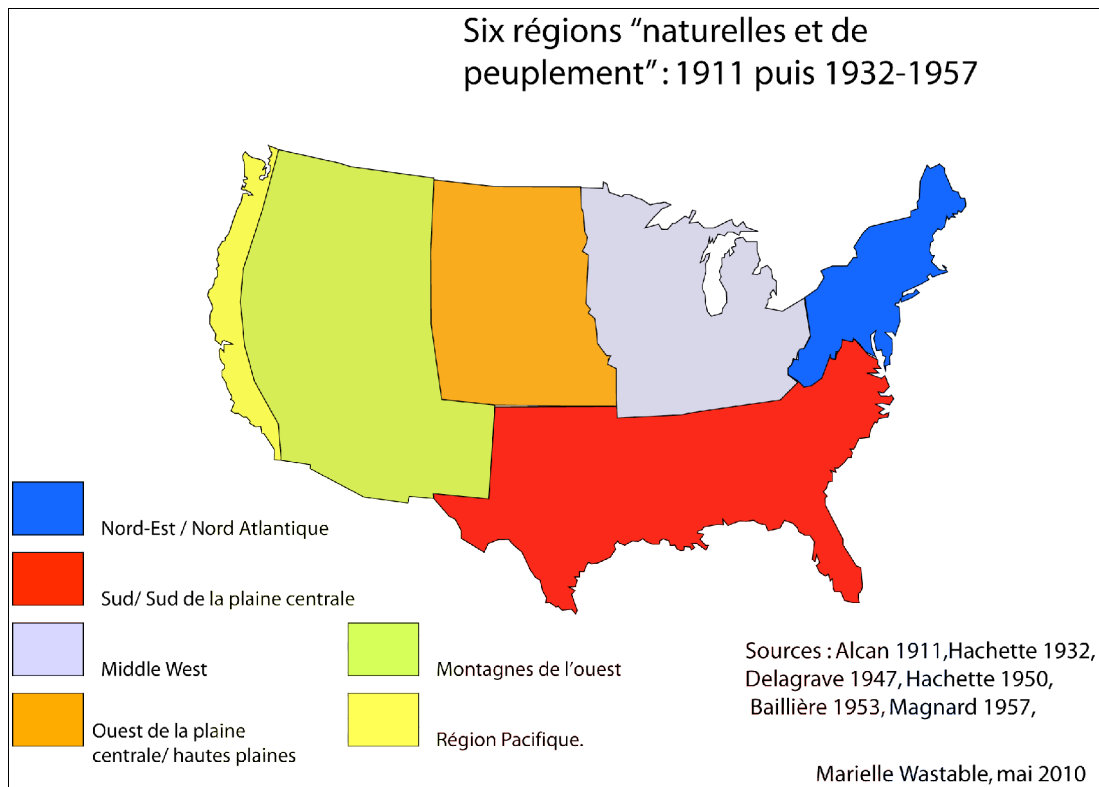 Six régions “naturelles et de
peuplement” : 1911 puis 1932-1957
Nord-Est / Nord Atlantique
Sud/ Sud de la plaine centrale
Middle West
Ouest de la plaine
centrale/ hautes plaines
Montagnes de l’ouest
Région Pacifique.
Sources : Alcan 1911, Hachette 1932,
Delagrave 1947, Hachette 1950,
Baillière 1953, Magnard 1957,
Marielle Wastable, mai 2010